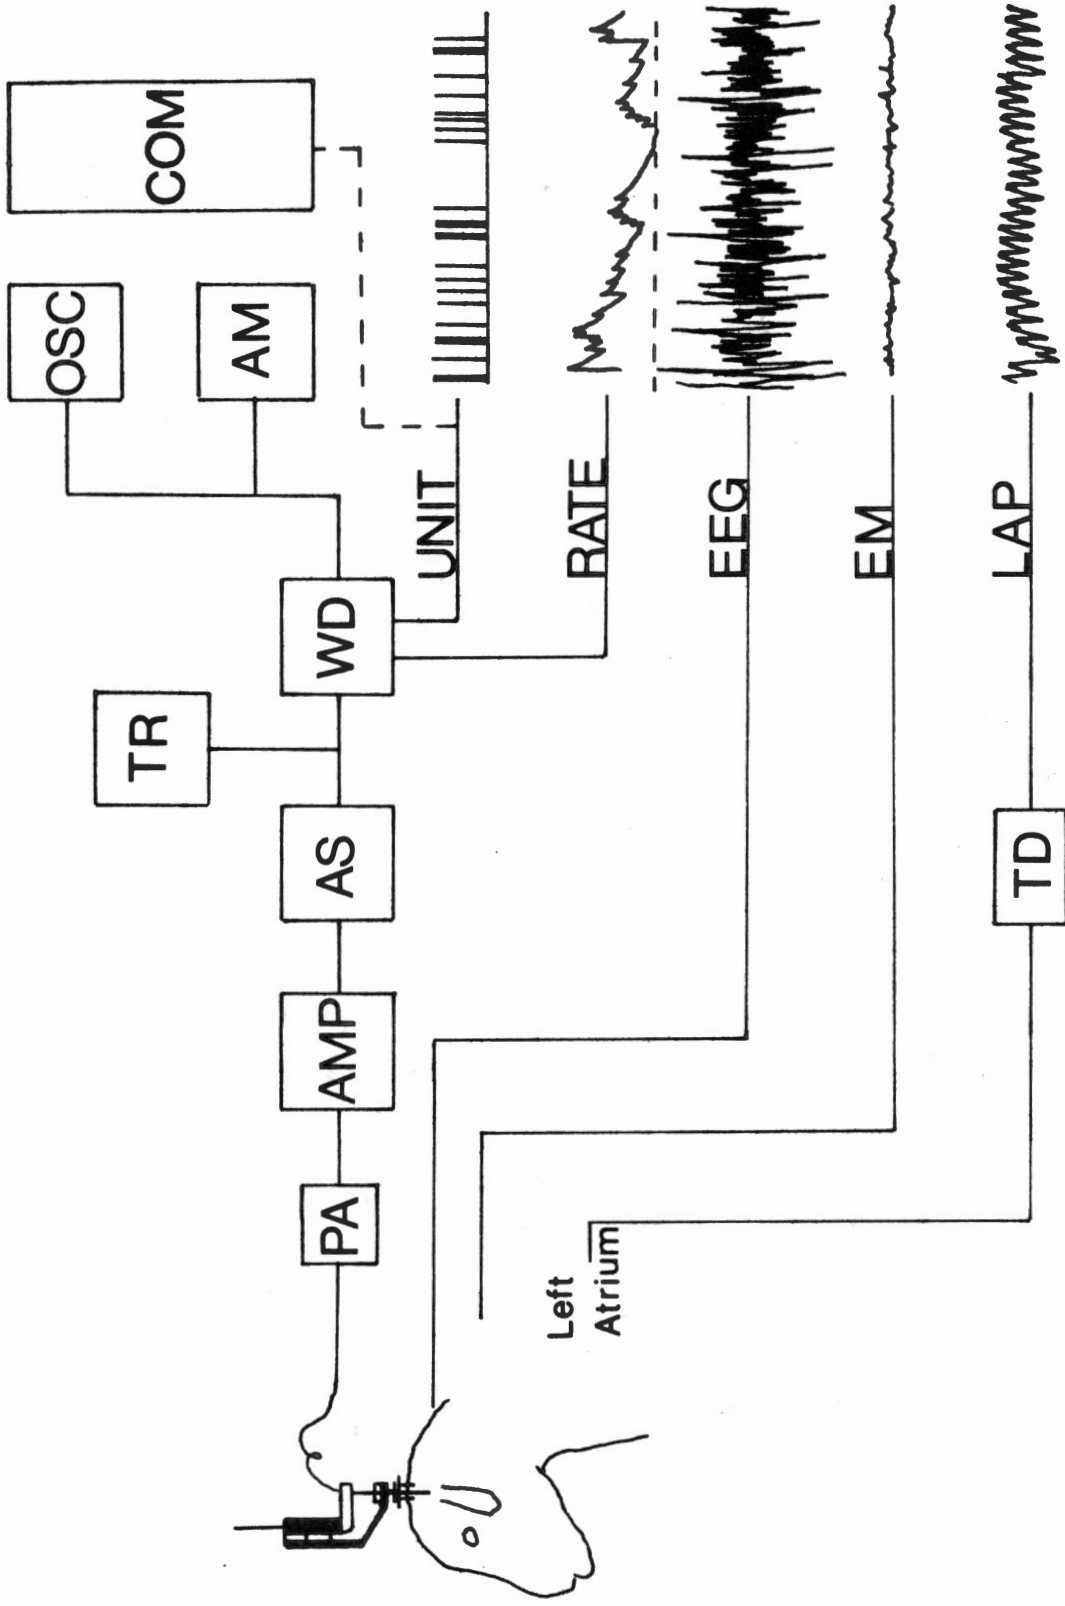 OSC
COM
AM
TR
PA
AMP
AS
WD
UNIT
RATE
EEG
EM
Left
Atrium
TD
LAP